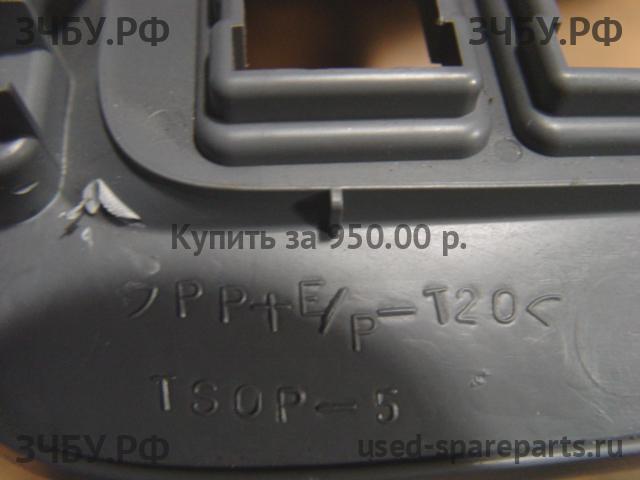 ЗЧБУ.РФ
ЗЧБУ.РФ
Купить за 950.00 р.
>PP+E/P-T20<
TSOP-5
ЗЧБУ.РФ
used-spareparts.ru